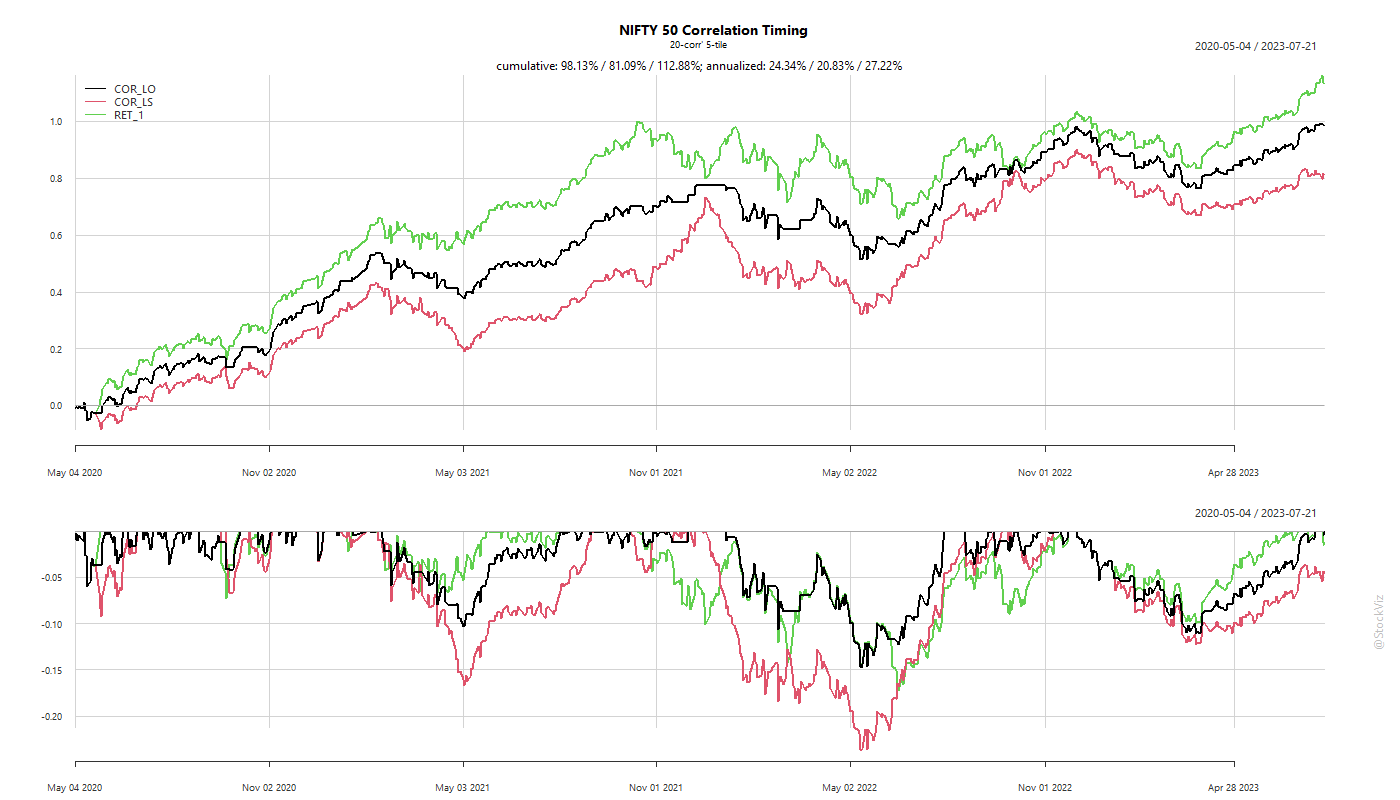 NIFTY 50 Correlation Timing
20-corr' 5-tile
2020-05-04 / 2023-07-21
cumulative: 98.13% / 81.09% / 112.88%; annualized: 24.34% / 20.83% / 27.22%
COR_LO
COR_LS
RET_1
1.0
0.8
0.6
0.4
0.2
0.0
May 04 2020
Nov 02 2020
May 03 2021
Nov 01 2021
May 02 2022
Nov 01 2022
Apr 28 2023
2020-05-04 / 2023-07-21
-0.05
-0.10
-0.15
-0.20
May 04 2020
Nov 02 2020
May 03 2021
Nov 01 2021
May 02 2022
Nov 01 2022
Apr 28 2023
@StockViz